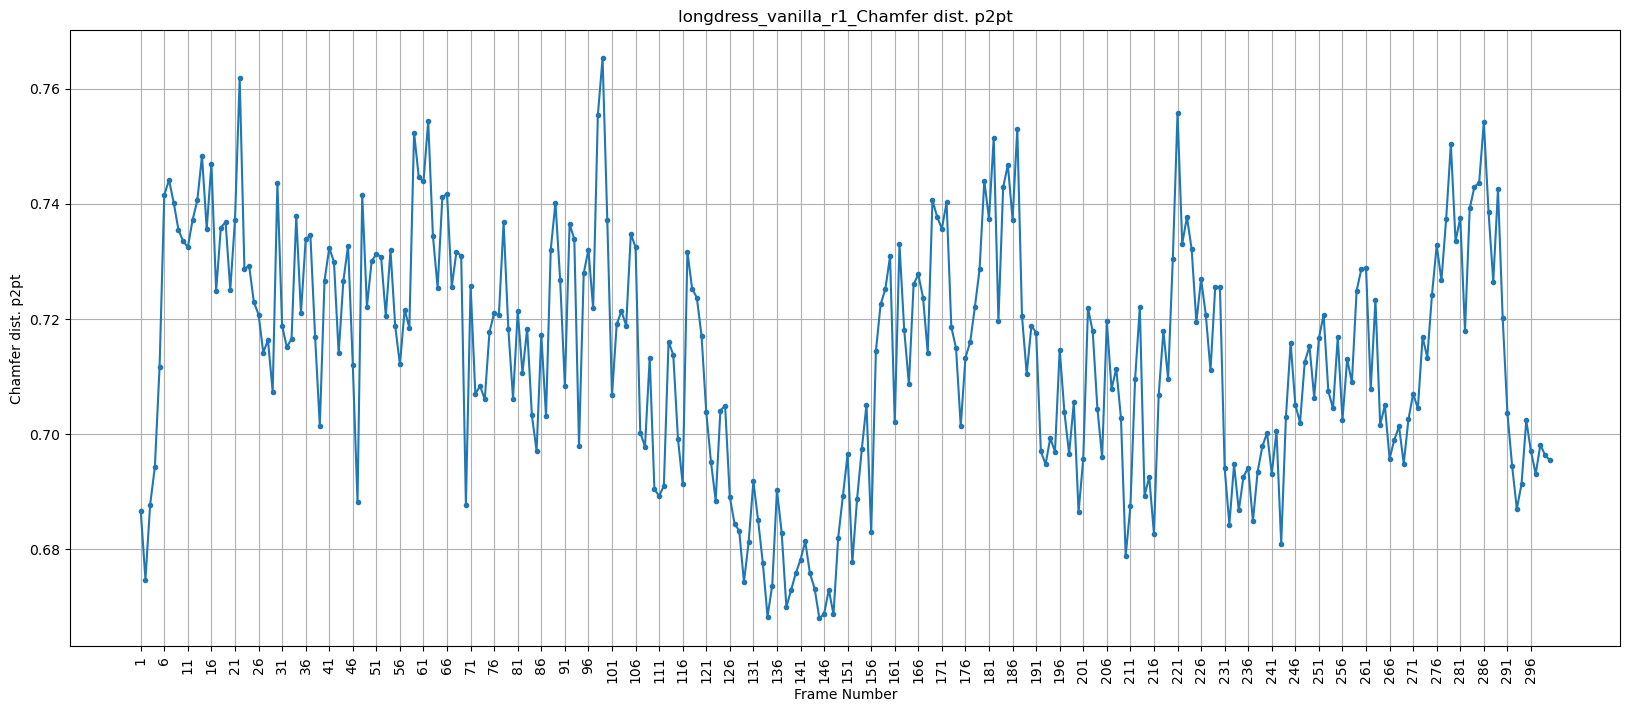 longdress_vanilla_r1_Chamfer dist. p2pt
Chamfer dist. p2pt
0.76
0.74
0.72
0.70
0.68
1 6 11 16 21 26 31 36 41 46 51 56 61 66 71 76 81 86 91 96 101 106 111 116 121 126 131 136 141 146 151 156 161 166 171 176 181 186 191 196 201 206 211 216 221 226 231 236 241 246 251 256 261 266 271 276 281 286 291 296
Frame Number